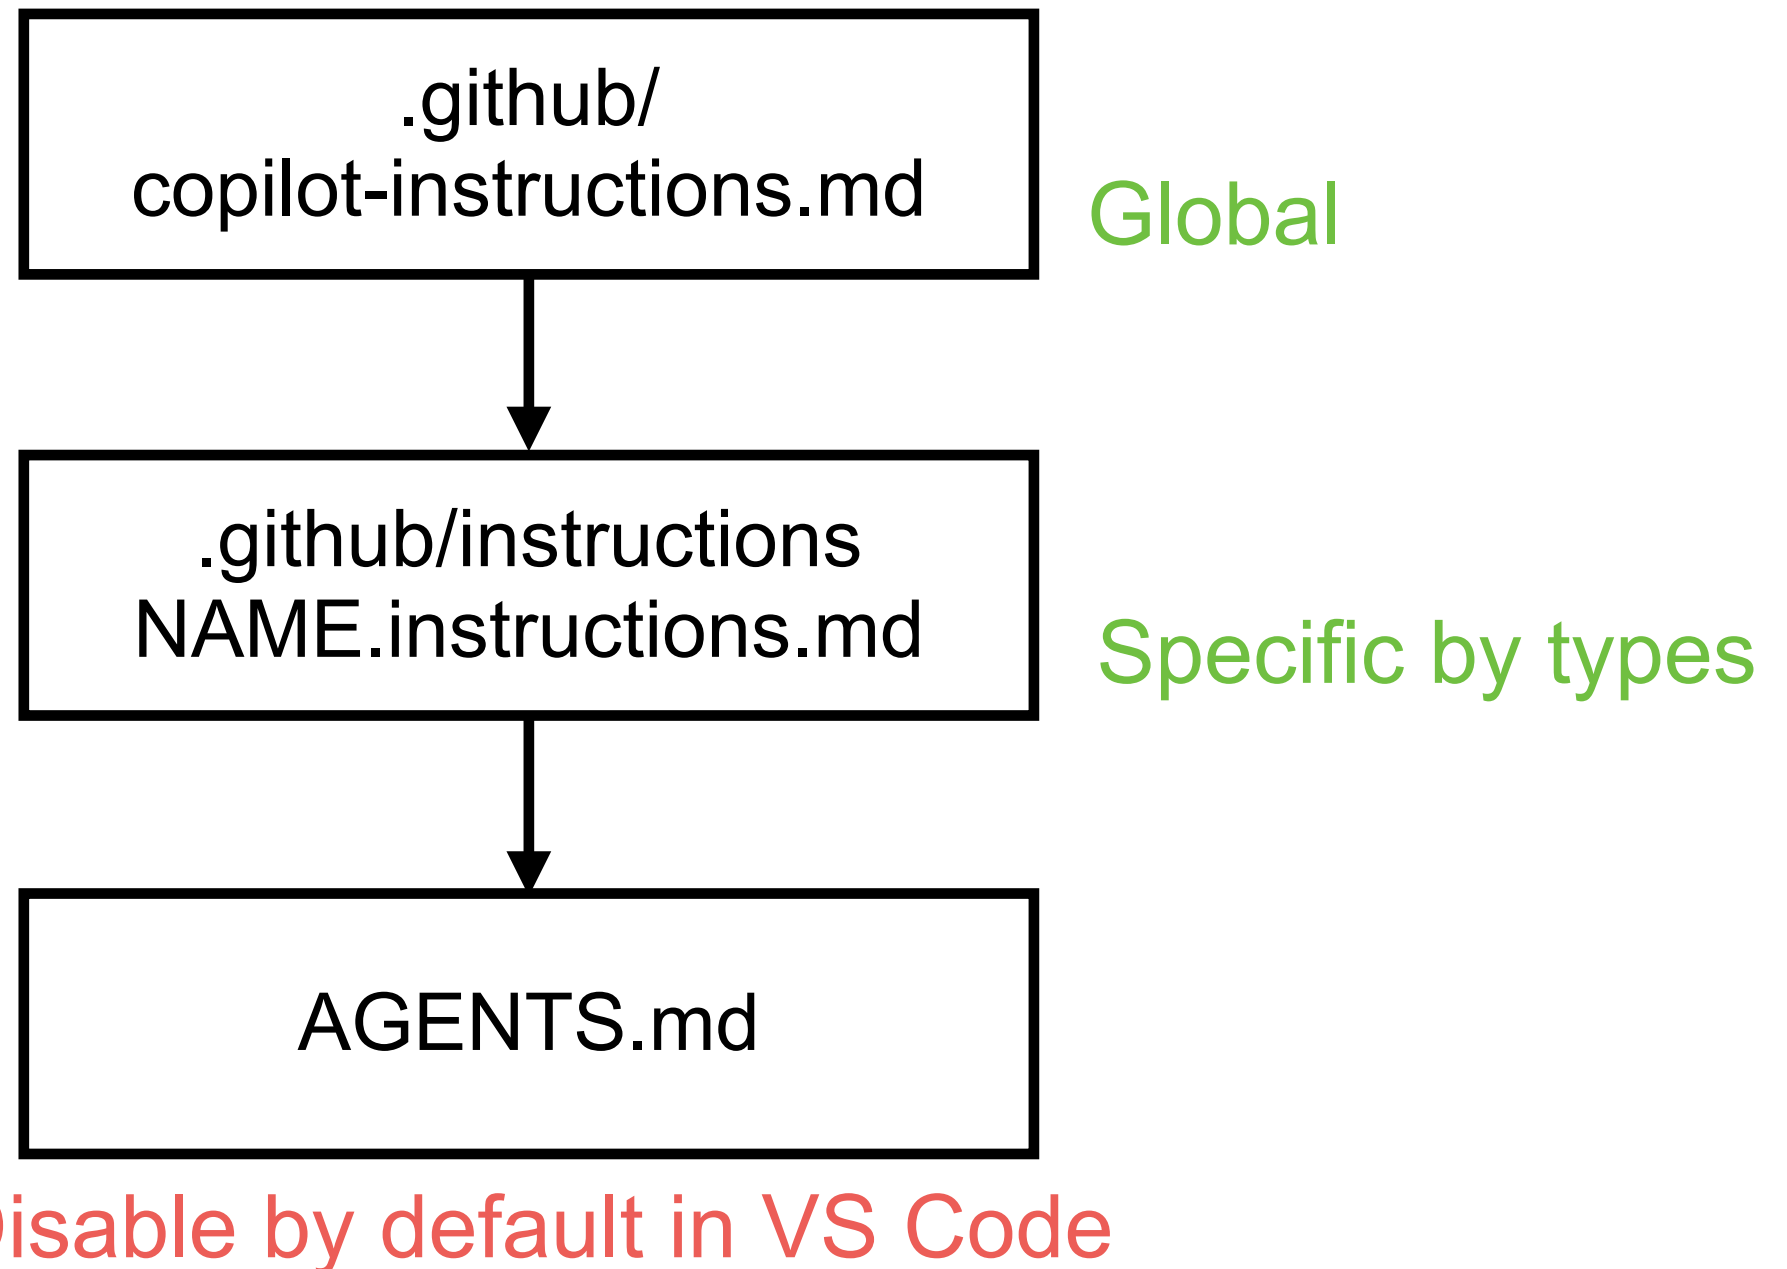 .github/
copilot-instructions.md
Global
.github/instructions
NAME.instructions.md
Specific by types
AGENTS.md
Disable by default in VS Code